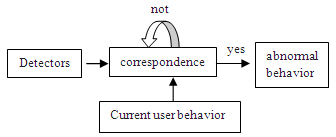 not
Detectors
correspondence
yes
abnormal
behavior
Current user behavior